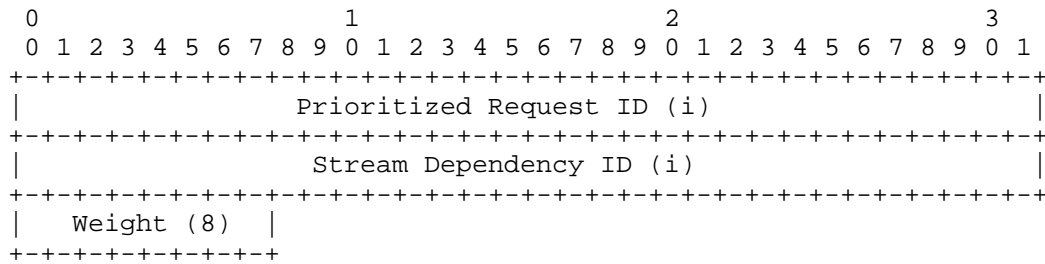 0                   1                   2                   3
 0 1 2 3 4 5 6 7 8 9 0 1 2 3 4 5 6 7 8 9 0 1 2 3 4 5 6 7 8 9 0 1
+-+-+-+-+-+-+-+-+-+-+-+-+-+-+-+-+-+-+-+-+-+-+-+-+-+-+-+-+-+-+-+-+
|                 Prioritized Request ID (i)                    |
+-+-+-+-+-+-+-+-+-+-+-+-+-+-+-+-+-+-+-+-+-+-+-+-+-+-+-+-+-+-+-+-+
|                  Stream Dependency ID (i)                     |
+-+-+-+-+-+-+-+-+-+-+-+-+-+-+-+-+-+-+-+-+-+-+-+-+-+-+-+-+-+-+-+-+
|   Weight (8)  |
+-+-+-+-+-+-+-+-+